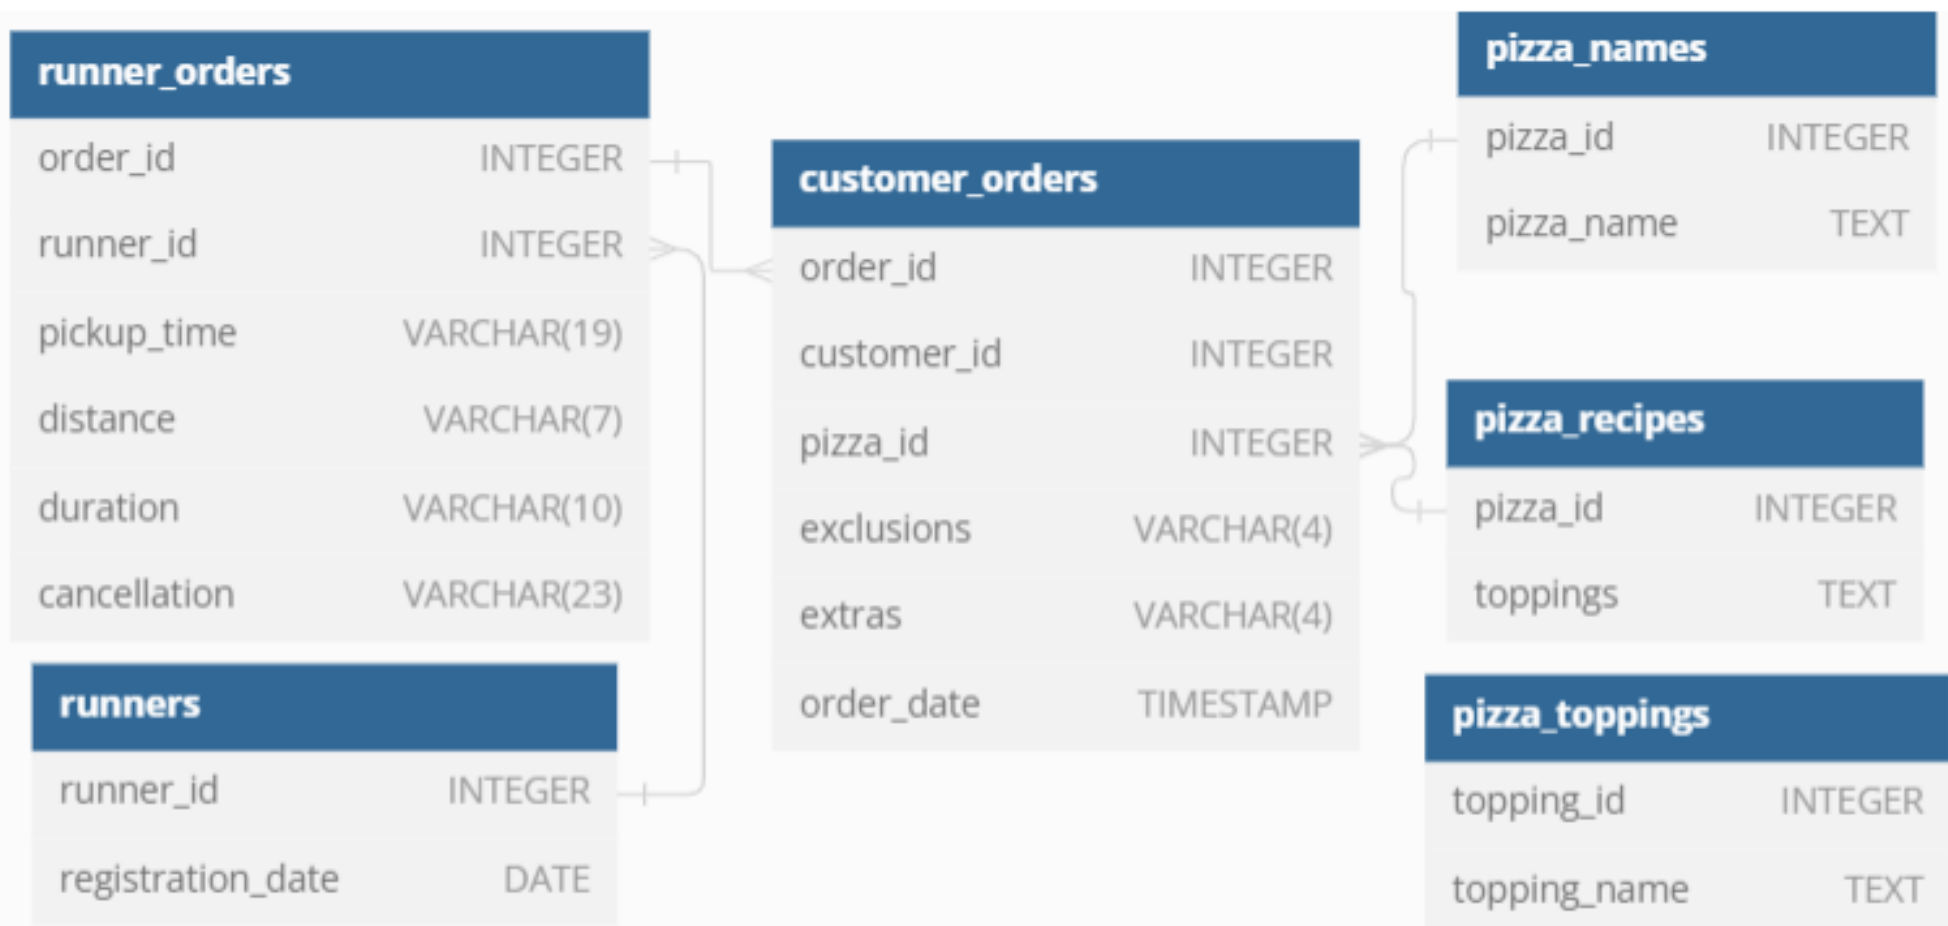 runner_orders
order_id INTEGER
runner_id INTEGER
pickup_time VARCHAR(19)
distance VARCHAR(7)
duration VARCHAR(10)
cancellation VARCHAR(23)
runners
runner_id INTEGER
registration_date DATE
customer_orders
order_id INTEGER
customer_id INTEGER
pizza_id INTEGER
exclusions VARCHAR(4)
extras VARCHAR(4)
order_date TIMESTAMP
pizza_names
pizza_id INTEGER
pizza_name TEXT
pizza_recipes
pizza_id INTEGER
toppings TEXT
pizza_toppings
topping_id INTEGER
topping_name TEXT